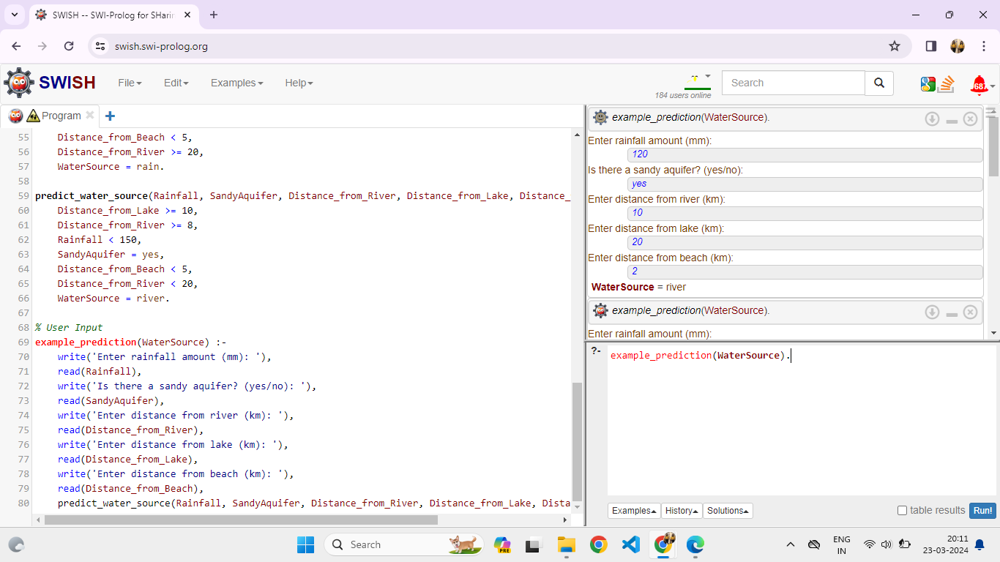 SWISH -- SWI-Prolog for SHarin
swish.swi-prolog.org
SWISH File Edit Examples Help
184 users online
Search
Program
55 Distance_from_Beach < 5,
56 Distance_from_River >= 20,
57 WaterSource = rain.
58
59 predict_water_source(Rainfall, SandyAquifer, Distance_from_River, Distance_from_Lake, Distance_
60 Distance_from_Lake >= 10,
61 Distance_from_River >= 8,
62 Rainfall < 150,
63 SandyAquifer = yes,
64 Distance_from_Beach < 5,
65 Distance_from_River < 20,
66 WaterSource = river.
67
68 % User Input
69 example_prediction(WaterSource) :-
70 write('Enter rainfall amount (mm): '),
71 read(Rainfall),
72 write('Is there a sandy aquifer? (yes/no): '),
73 read(SandyAquifer),
74 write('Enter distance from river (km): '),
75 read(Distance_from_River),
76 write('Enter distance from lake (km): '),
77 read(Distance_from_Lake),
78 write('Enter distance from beach (km): '),
79 read(Distance_from_Beach),
80 predict_water_source(Rainfall, SandyAquifer, Distance_from_River, Distance_from_Lake, Dista
example_prediction(WaterSource).
Enter rainfall amount (mm):
120
Is there a sandy aquifer? (yes/no):
yes
Enter distance from river (km):
10
Enter distance from lake (km):
20
Enter distance from beach (km):
2
WaterSource = river
example_prediction(WaterSource).
Enter rainfall amount (mm):
?- example_prediction(WaterSource).
Examples History Solutions table results Run!
Search
PRE
ENG
IN
20:11
23-03-2024